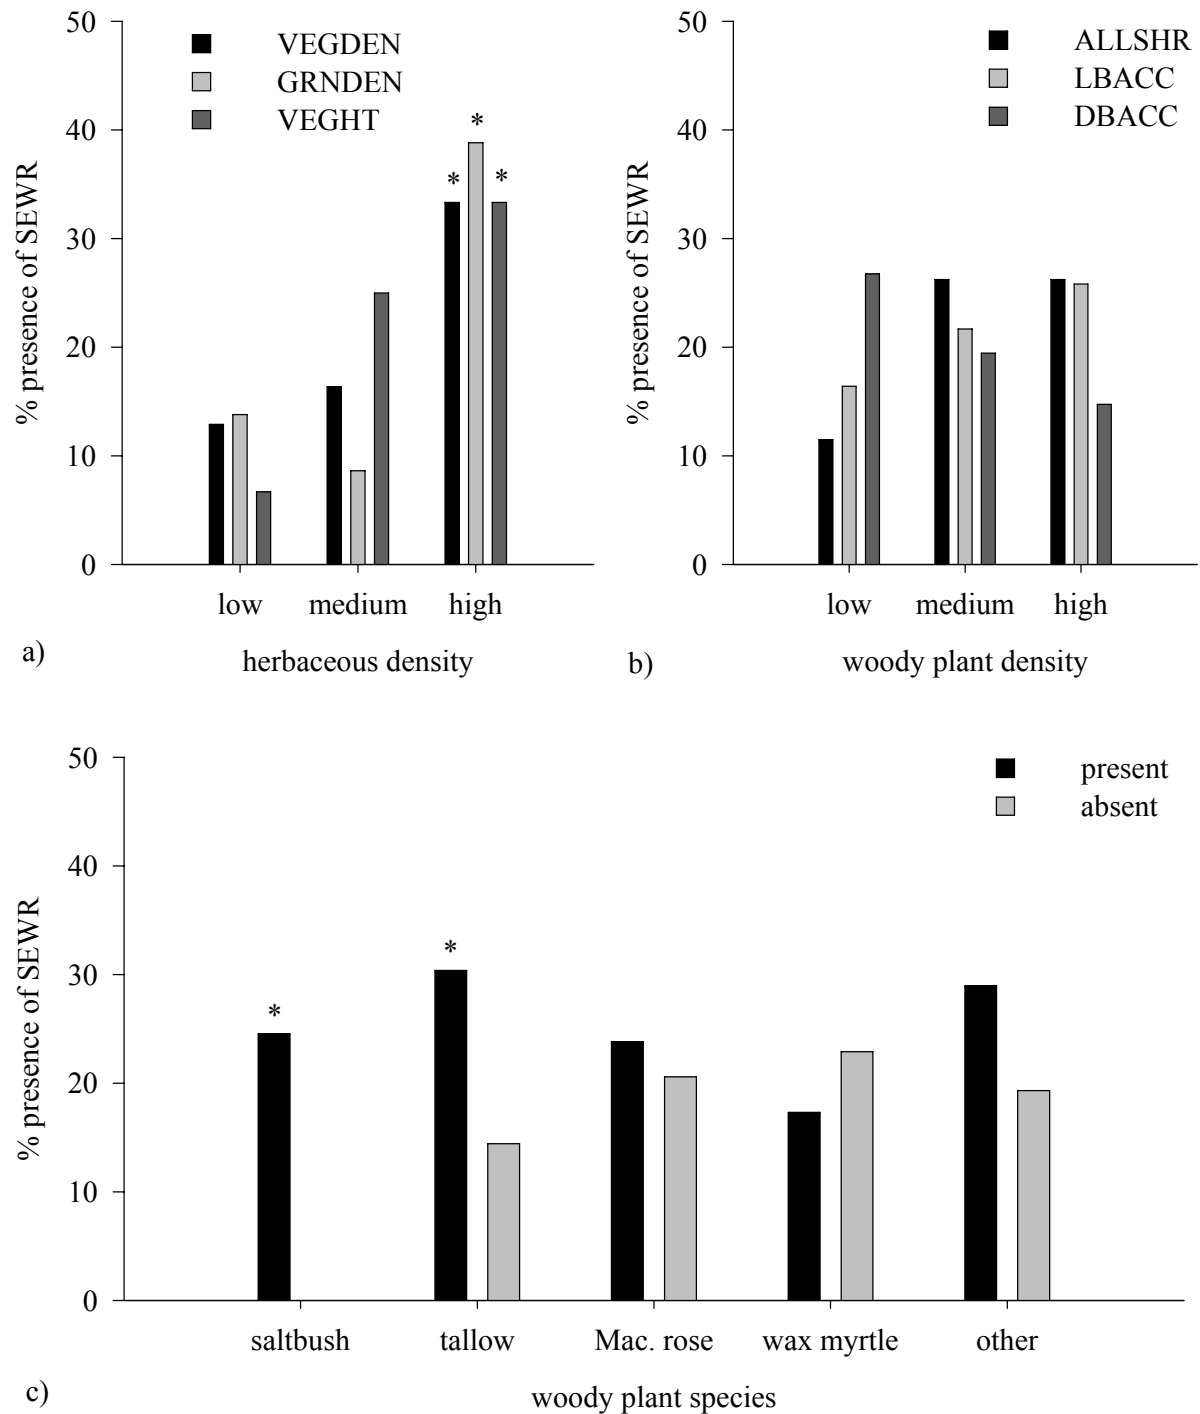 50
40
30
20
10
0
% presence of SEWR
VEGDEN
GRNDEN
VEGHT
*
*
*
low medium high
herbaceous density
a)
50
40
30
20
10
0
% presence of SEWR
ALLSHR
LBACC
DBACC
low medium high
woody plant density
b)
50
40
30
20
10
0
% presence of SEWR
present
absent
*
*
saltbush tallow Mac. rose wax myrtle other
woody plant species
c)